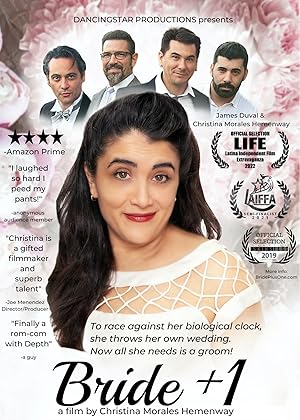 DANCINGSTAR PRODUCTIONS presents
James Duval &
Christina Morales Hemenway
-Amazon Prime
"I laughed
so hard I
peed my
pants!"
-anonymous
audience member
"Christina is
a gifted
filmmaker
and
superb
talent"
-Joe Menendez
Director/Producer
"Finally a
rom-com
with Depth"
-a guy
OFFICIAL SELECTION
LIFE
Latina Independent Film
Extravaganza
2022
AIFFA
SEMI-FINALIST
2021
OFFICIAL
SELECTION
2019
More info:
BridePlusOne.com
To race against her biological clock,
she throws her own wedding.
Now all she needs is a groom!
Bride +1
a film by Christina Morales Hemenway